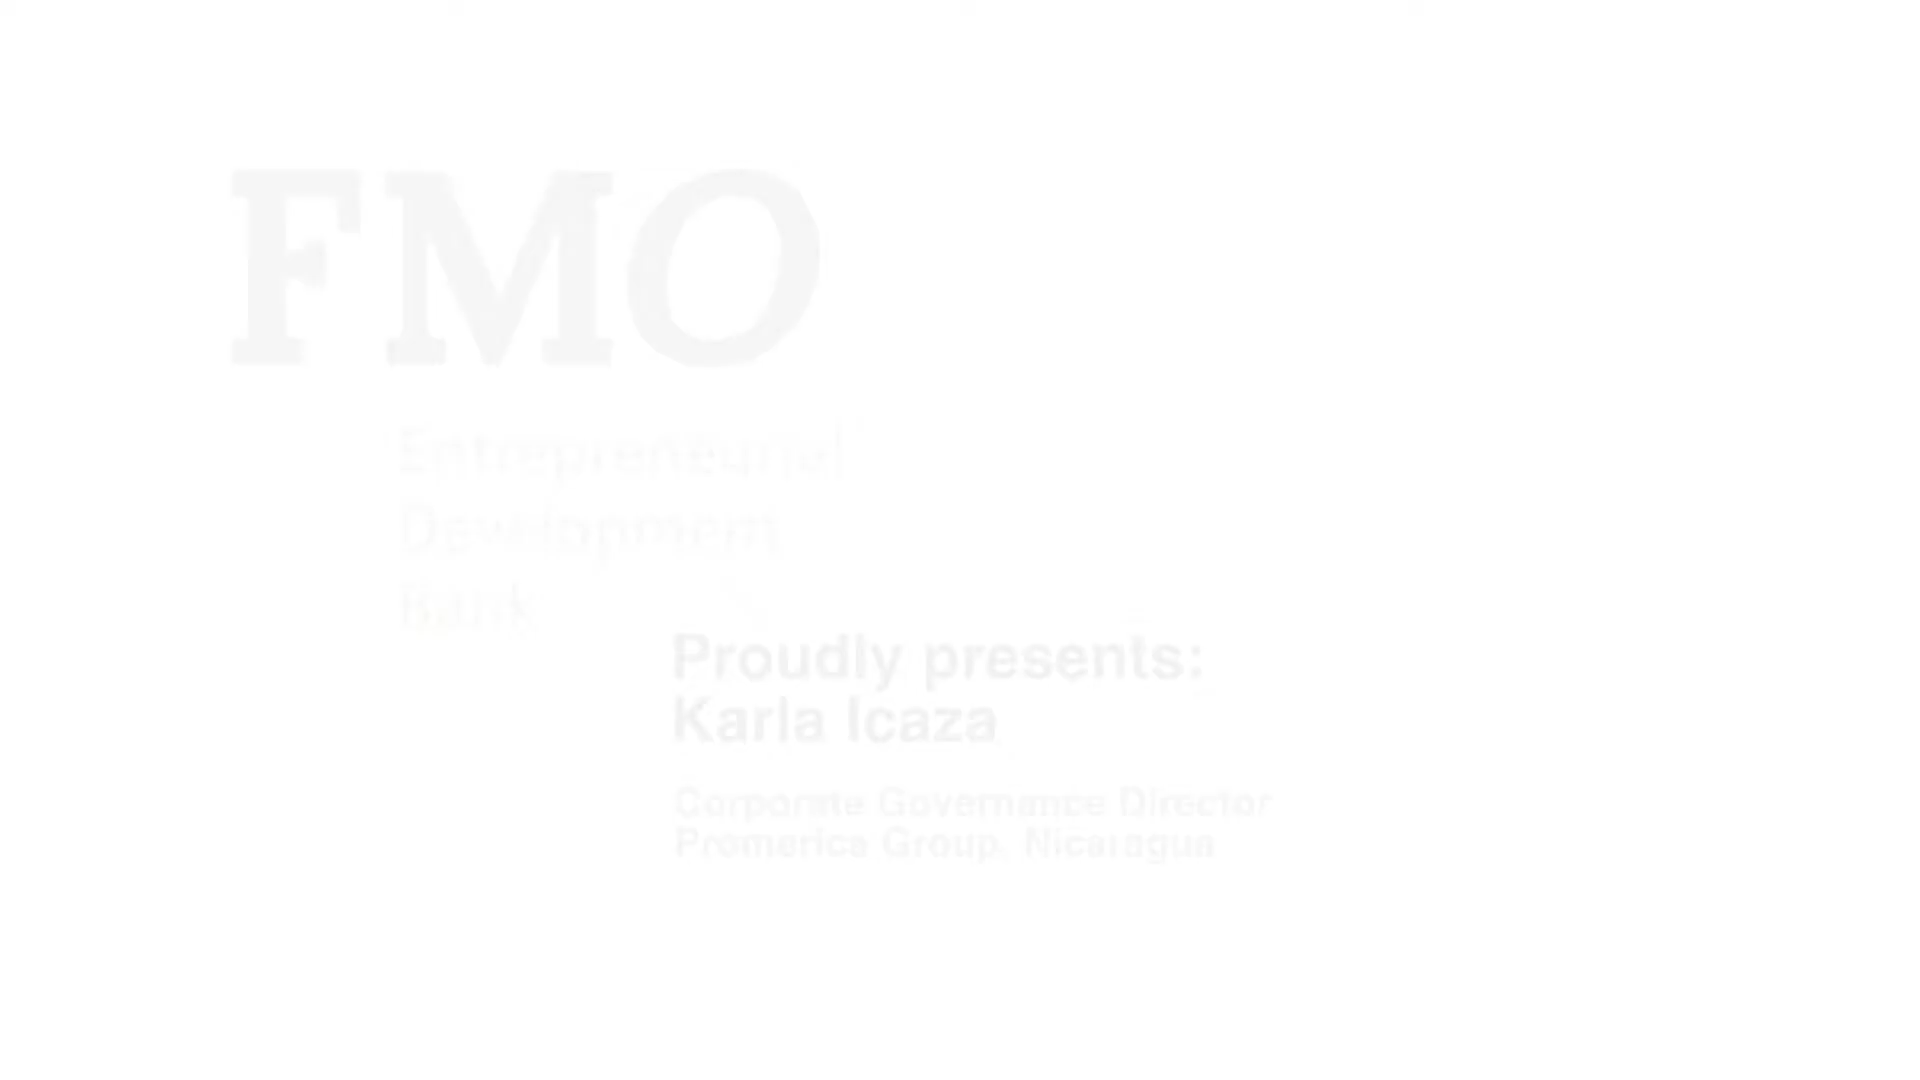 FMO
Entrepreneurial
Development
Bank
Proudly presents:
Karla Icaza
Corporate Governance Director
Promerica Group, Nicaragua